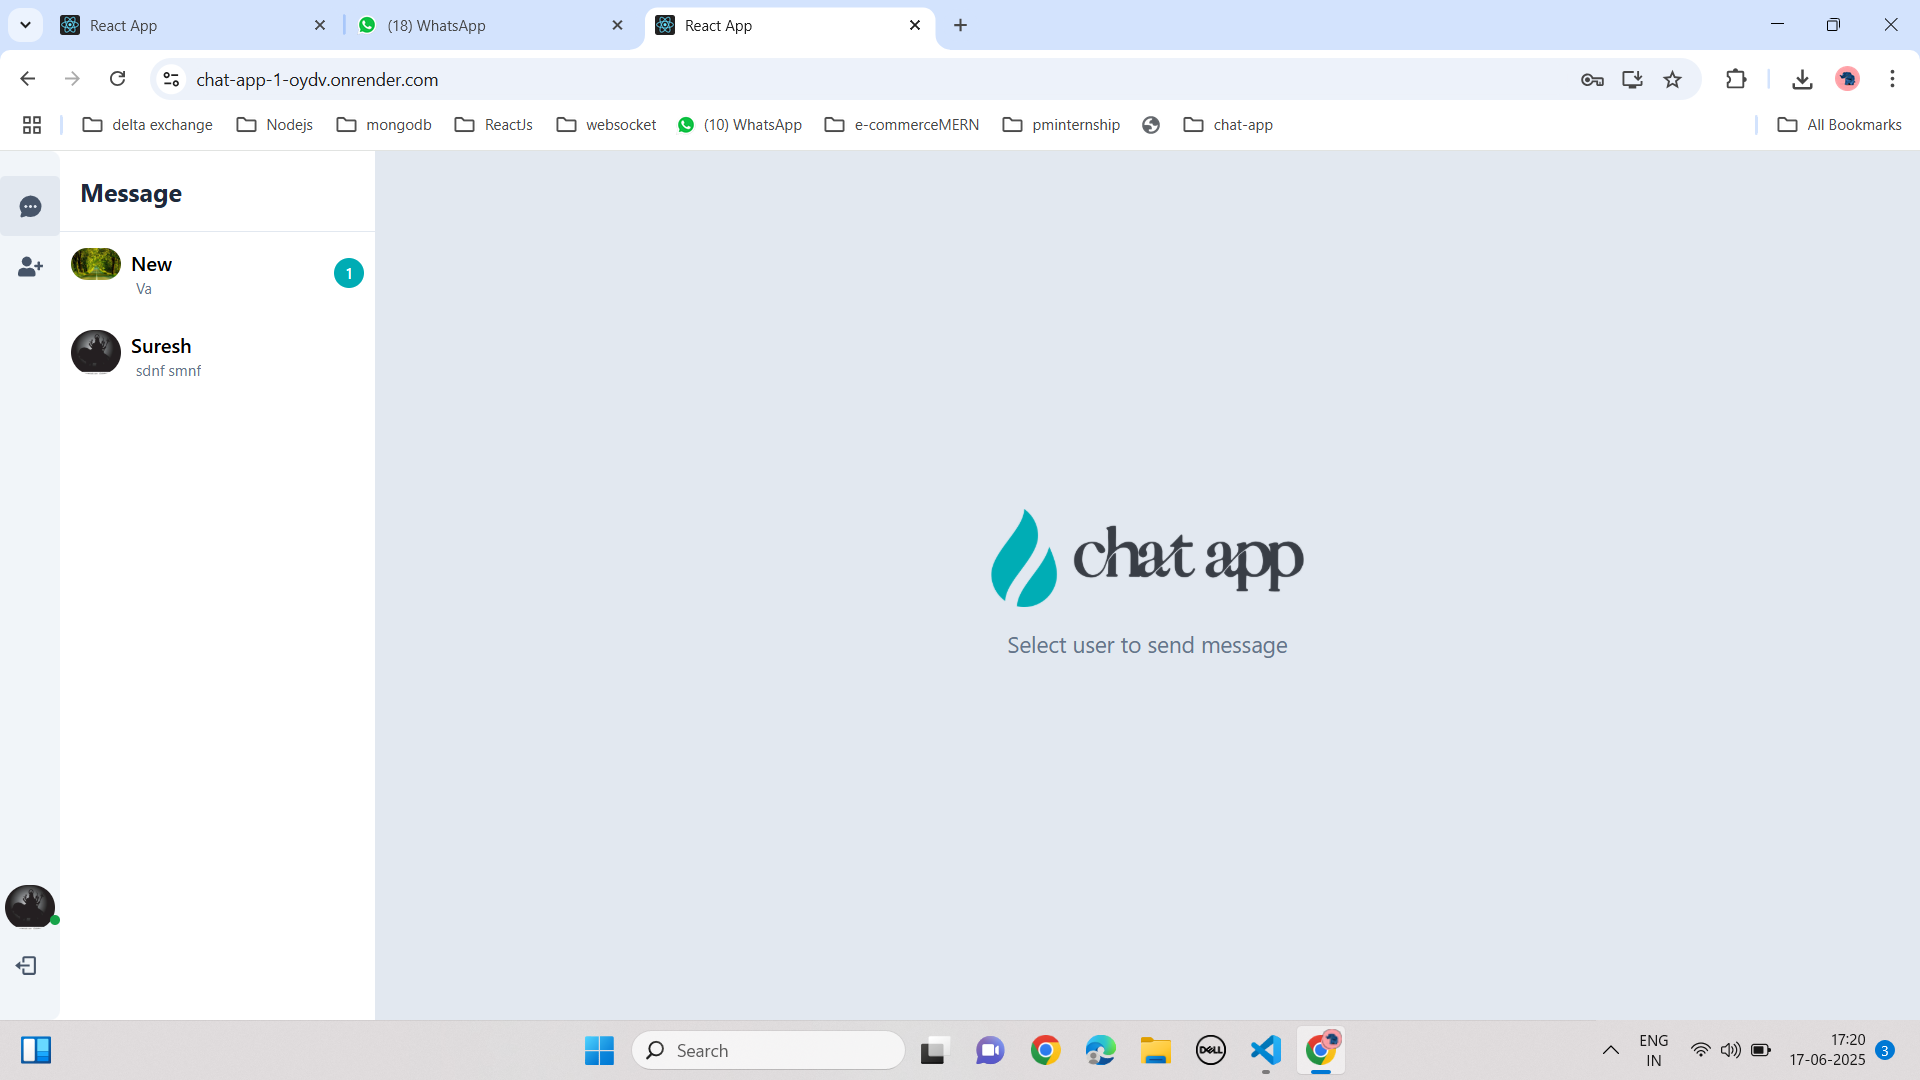 React App
(18) WhatsApp
React App
chat-app-1-oydv.onrender.com
delta exchange
Nodejs
mongodb
ReactJs
websocket
(10) WhatsApp
e-commerceMERN
pminternship
chat-app
All Bookmarks
Message
New
1
Va
Suresh
sdnf smnf
chat app
Select user to send message
Search
DELL
ENG
IN
17:20
17-06-2025
3